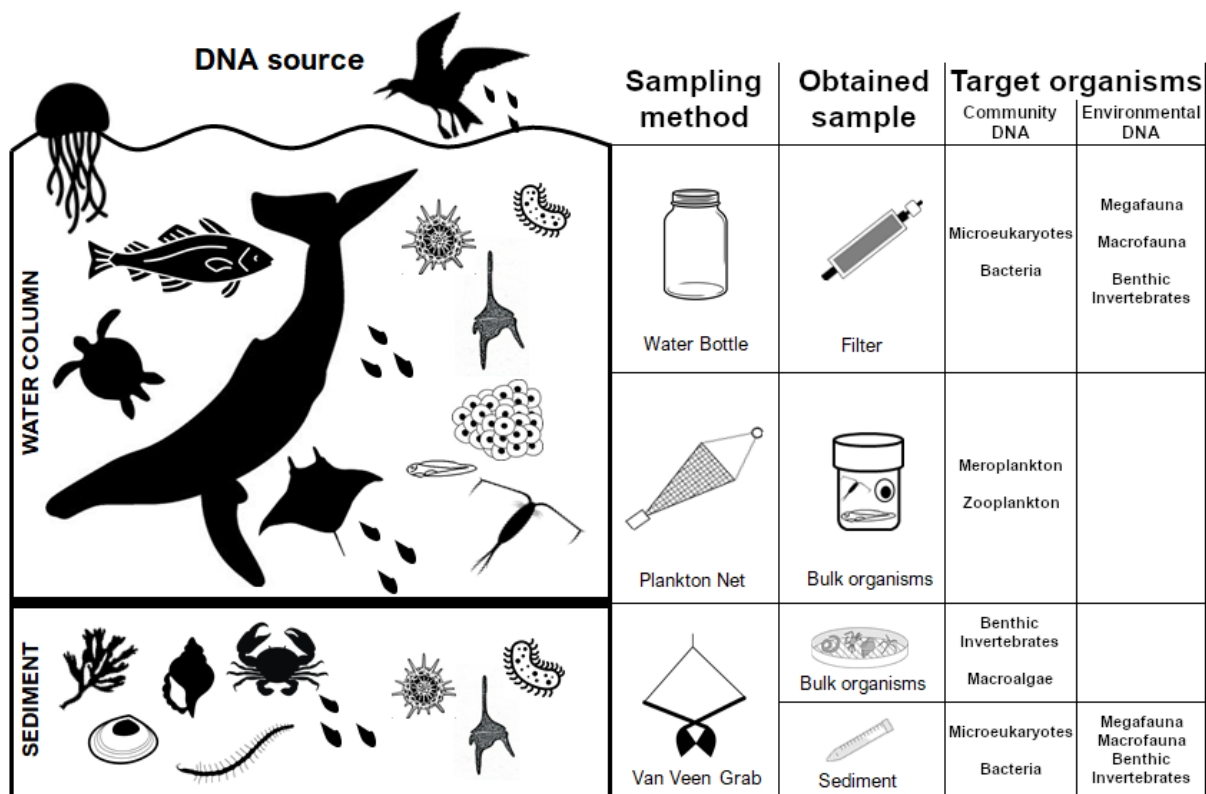 DNA source
Sampling
method
Obtained
sample
Target organisms
Community
DNA
Environmental
DNA
WATER COLUMN
Water Bottle
Filter
Microeukaryotes
Bacteria
Megafauna
Macrofauna
Benthic
Invertebrates
Plankton Net
Bulk organisms
Meroplankton
Zooplankton
SEDIMENT
Van Veen Grab
Bulk organisms
Benthic
Invertebrates
Macroalgae
Sediment
Microeukaryotes
Bacteria
Megafauna
Macrofauna
Benthic
Invertebrates